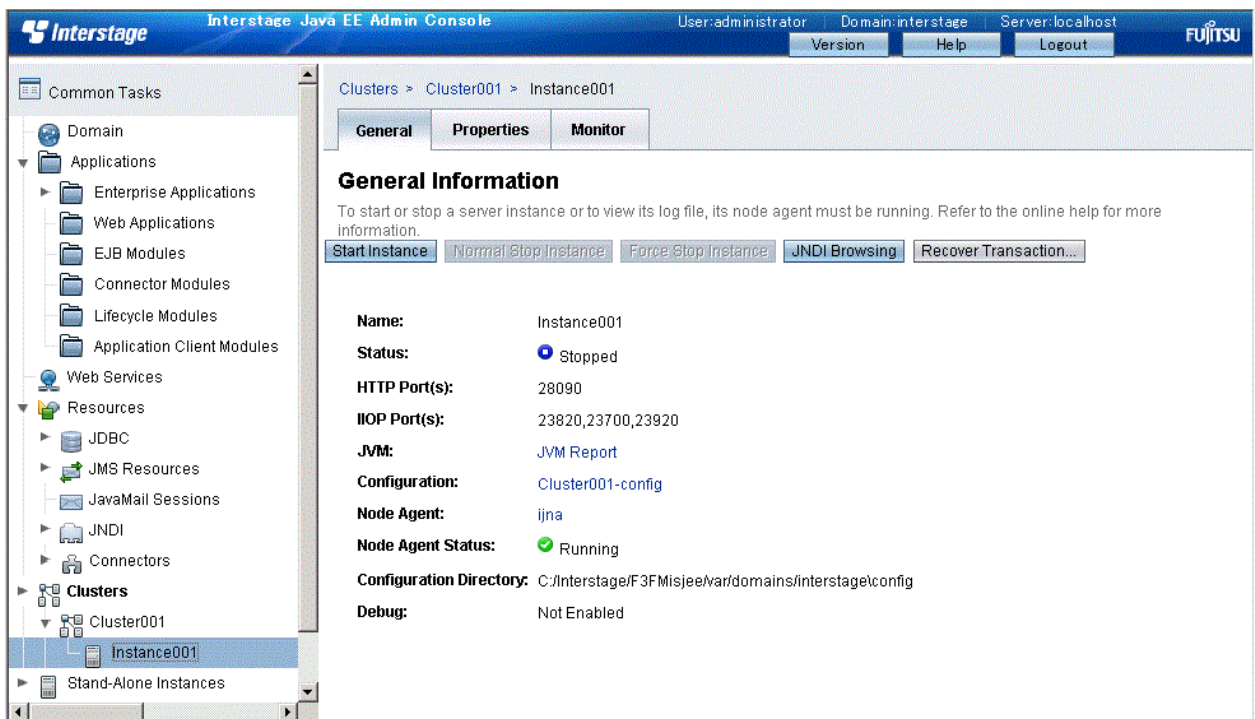 Interstage
Interstage Java EE Admin Console
User:administrator | Domain:interstage | Server:localhost
Version Help Logout
FUJITSU
Common Tasks
Domain
Applications
Enterprise Applications
Web Applications
EJB Modules
Connector Modules
Lifecycle Modules
Application Client Modules
Web Services
Resources
JDBC
JMS Resources
JavaMail Sessions
JNDI
Connectors
Clusters
Cluster001
Instance001
Stand-Alone Instances
Clusters > Cluster001 > Instance001
General Properties Monitor
General Information
To start or stop a server instance or to view its log file, its node agent must be running. Refer to the online help for more
information.
Start Instance Normal Stop Instance Force Stop Instance JNDI Browsing Recover Transaction...
Name: Instance001
Status: Stopped
HTTP Port(s): 28090
IIOP Port(s): 23820,23700,23920
JVM: JVM Report
Configuration: Cluster001-config
Node Agent: ijna
Node Agent Status: Running
Configuration Directory: C:/Interstage/F3FMisjee/var/domains/interstage\config
Debug: Not Enabled